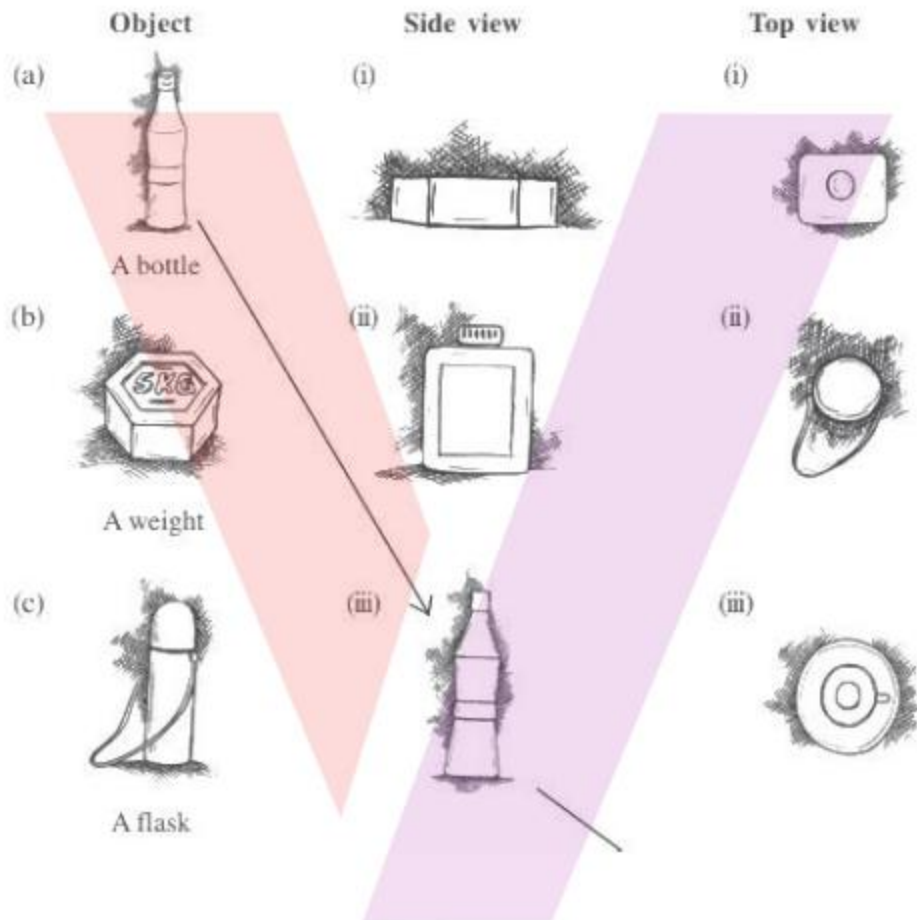 Object Side view Top view
(a) (i) (i)
A bottle
(b) (ii) (ii)
5KG
A weight
(c) (iii) (iii)
A flask